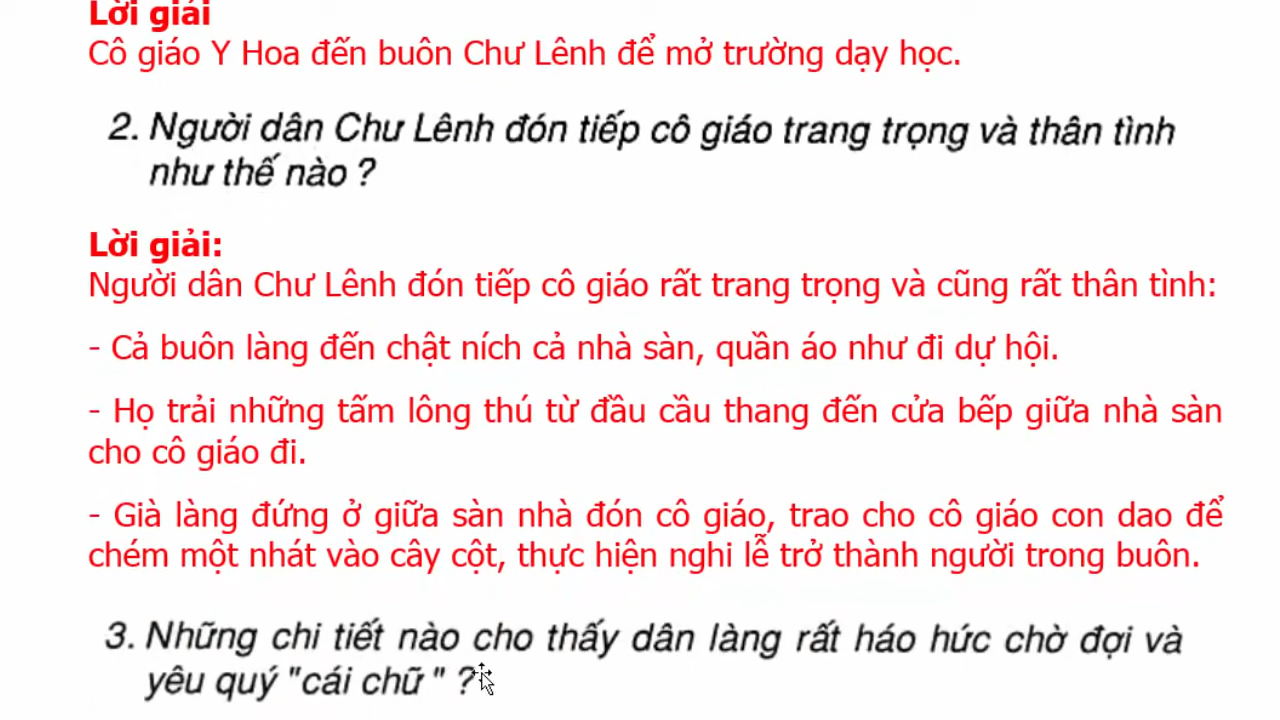 Lời giải
Cô giáo Y Hoa đến buôn Chư Lênh để mở trường dạy học.
2. Người dân Chư Lênh đón tiếp cô giáo trang trọng và thân tình
như thế nào ?
Lời giải:
Người dân Chư Lênh đón tiếp cô giáo rất trang trọng và cũng rất thân tình:
- Cả buôn làng đến chật ních cả nhà sàn, quần áo như đi dự hội.
- Họ trải những tấm lông thú từ đầu cầu thang đến cửa bếp giữa nhà sàn
cho cô giáo đi.
- Già làng đứng ở giữa sàn nhà đón cô giáo, trao cho cô giáo con dao để
chém một nhát vào cây cột, thực hiện nghi lễ trở thành người trong buôn.
3. Những chi tiết nào cho thấy dân làng rất háo hức chờ đợi và
yêu quý "cái chữ " ?